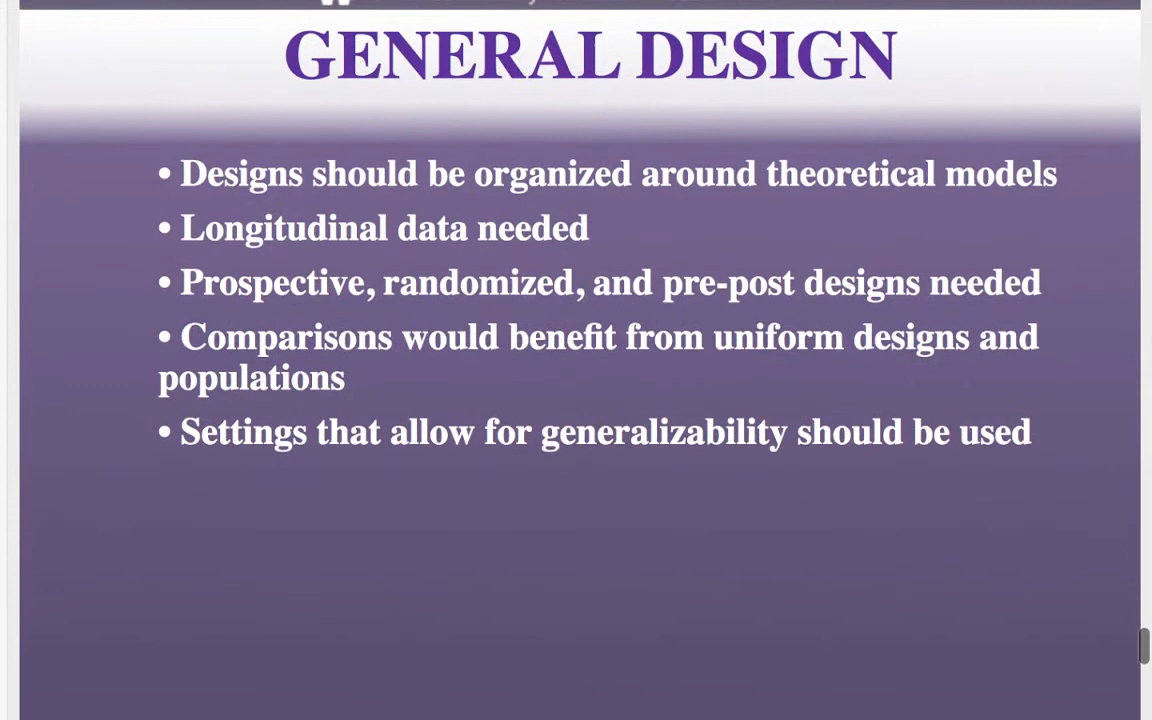 GENERAL DESIGN
• Designs should be organized around theoretical models
• Longitudinal data needed
• Prospective, randomized, and pre-post designs needed
• Comparisons would benefit from uniform designs and
populations
• Settings that allow for generalizability should be used